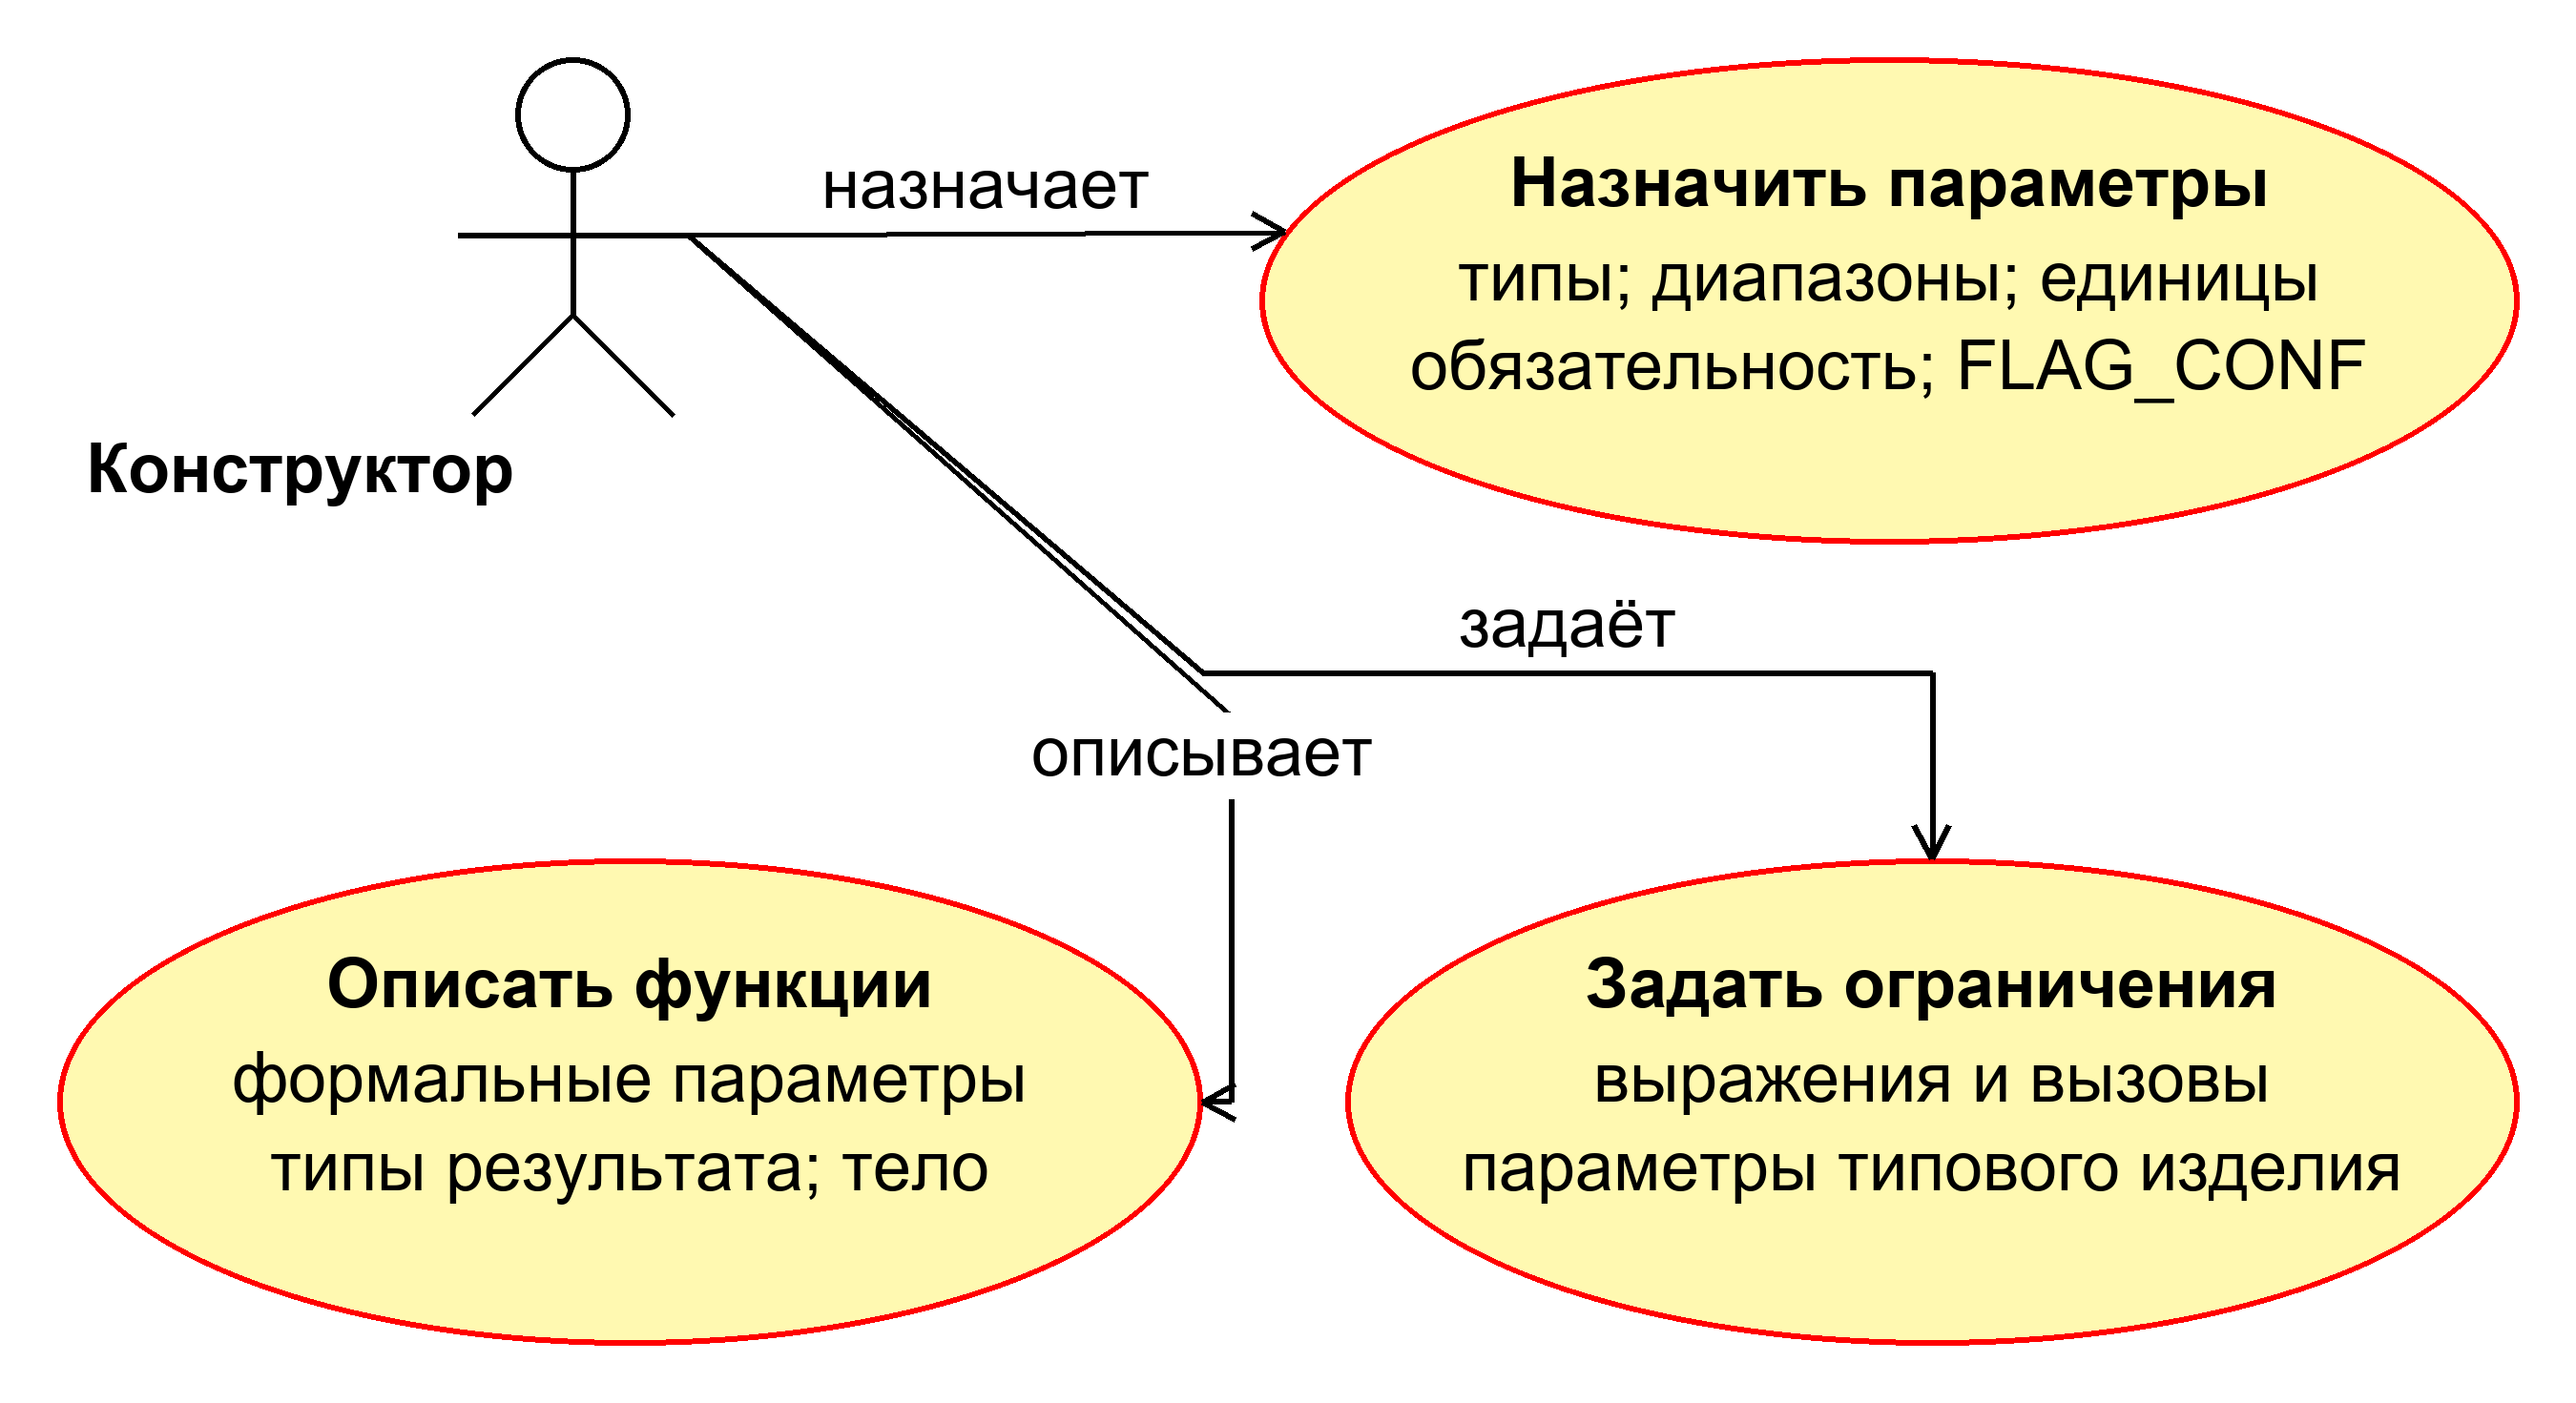 назначает
Назначить параметры
типы; диапазоны; единицы
обязательность; FLAG_CONF
Конструктор
задаёт
описывает
Описать функции
формальные параметры
типы результата; тело
Задать ограничения
выражения и вызовы
параметры типового изделия